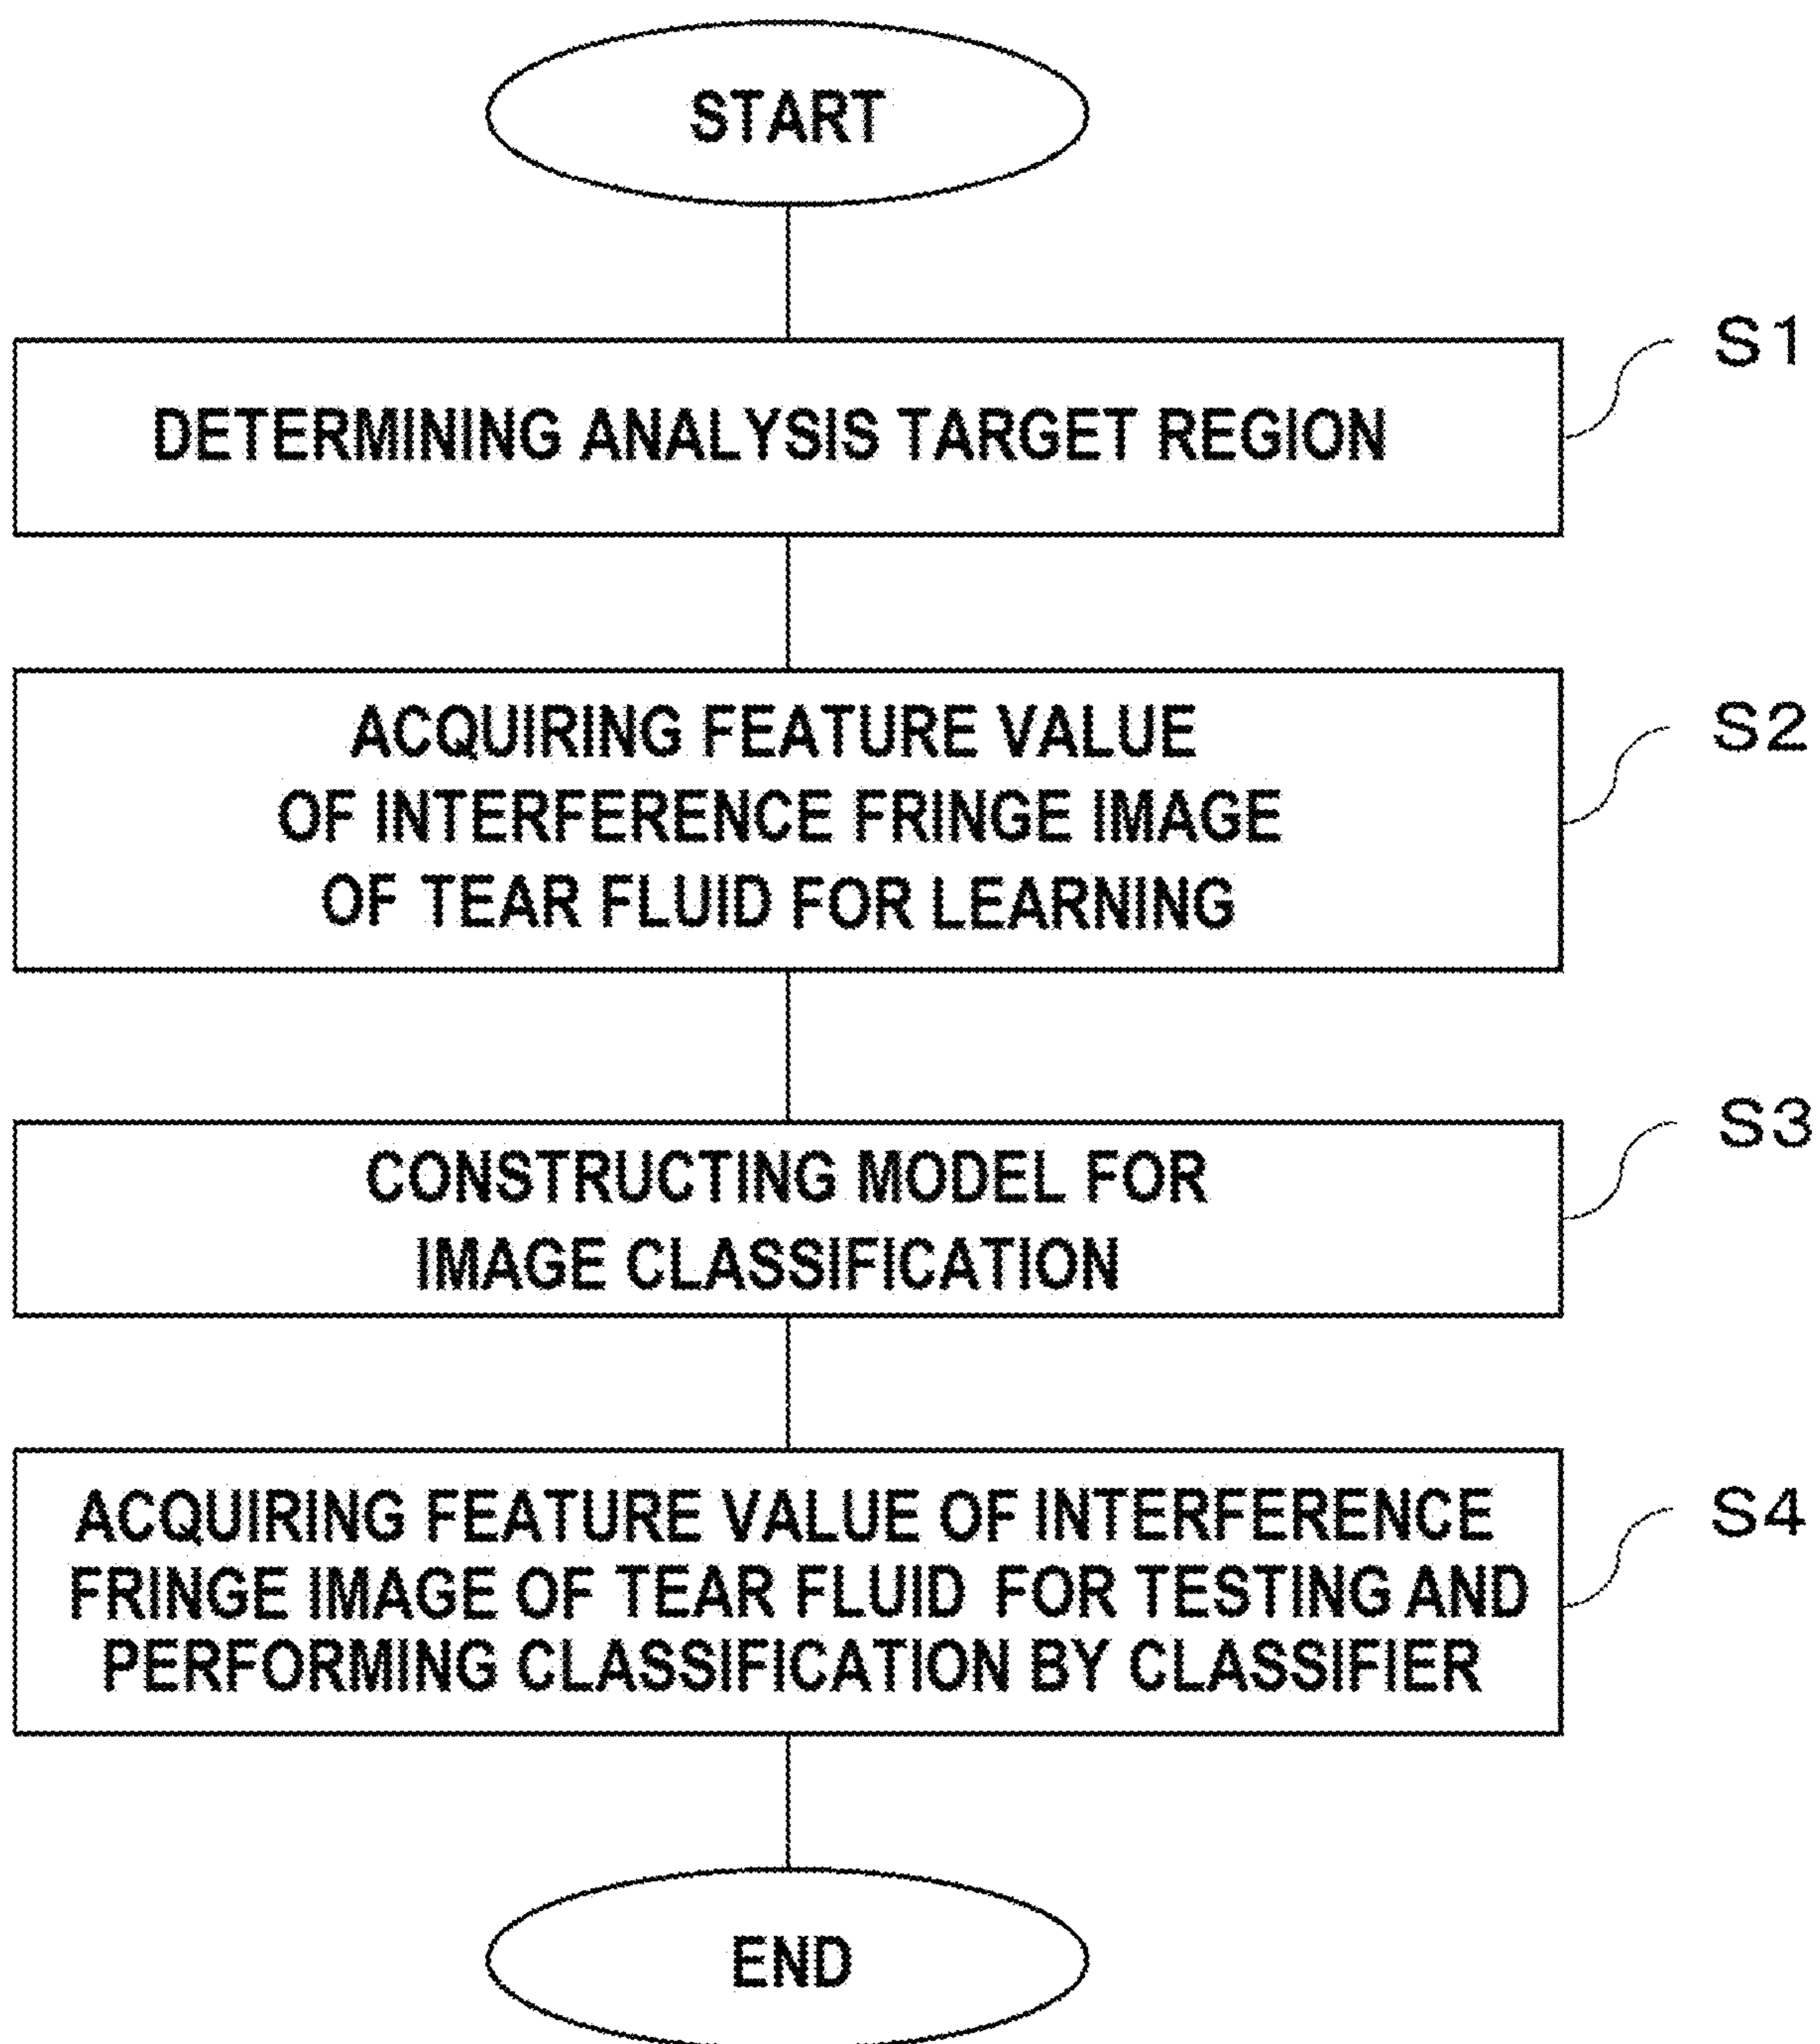 START
S1
DETERMINING ANALYSIS TARGET REGION
S2
ACQUIRING FEATURE VALUE
OF INTERFERENCE FRINGE IMAGE
OF TEAR FLUID FOR LEARNING
S3
CONSTRUCTING MODEL FOR
IMAGE CLASSIFICATION
S4
ACQUIRING FEATURE VALUE OF INTERFERENCE
FRINGE IMAGE OF TEAR FLUID FOR TESTING AND
PERFORMING CLASSIFICATION BY CLASSIFIER
END